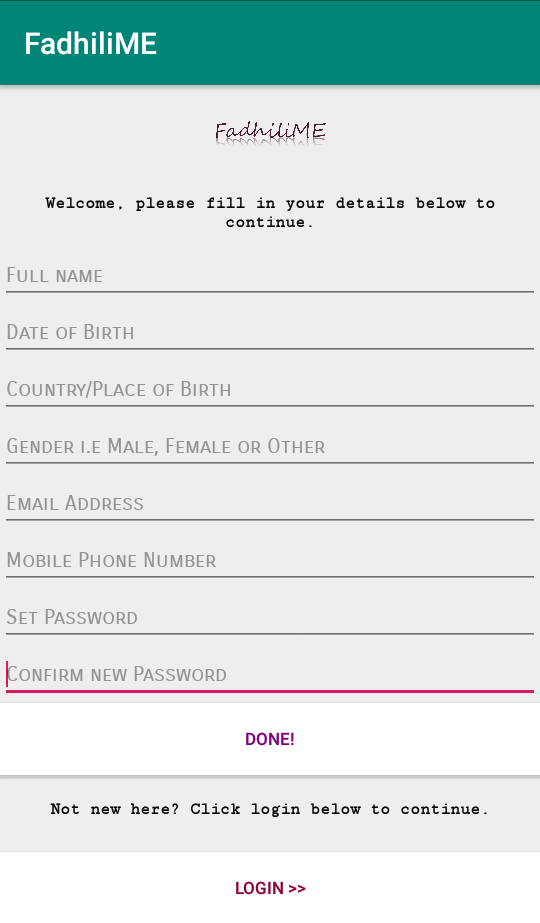 FadhiliME
FadhiliME
Welcome, please fill in your details below to
continue.
Full name
Date of Birth
Country/Place of Birth
Gender i.e Male, Female or Other
Email Address
Mobile Phone Number
Set Password
Confirm new Password
DONE!
Not new here? Click login below to continue.
LOGIN >>